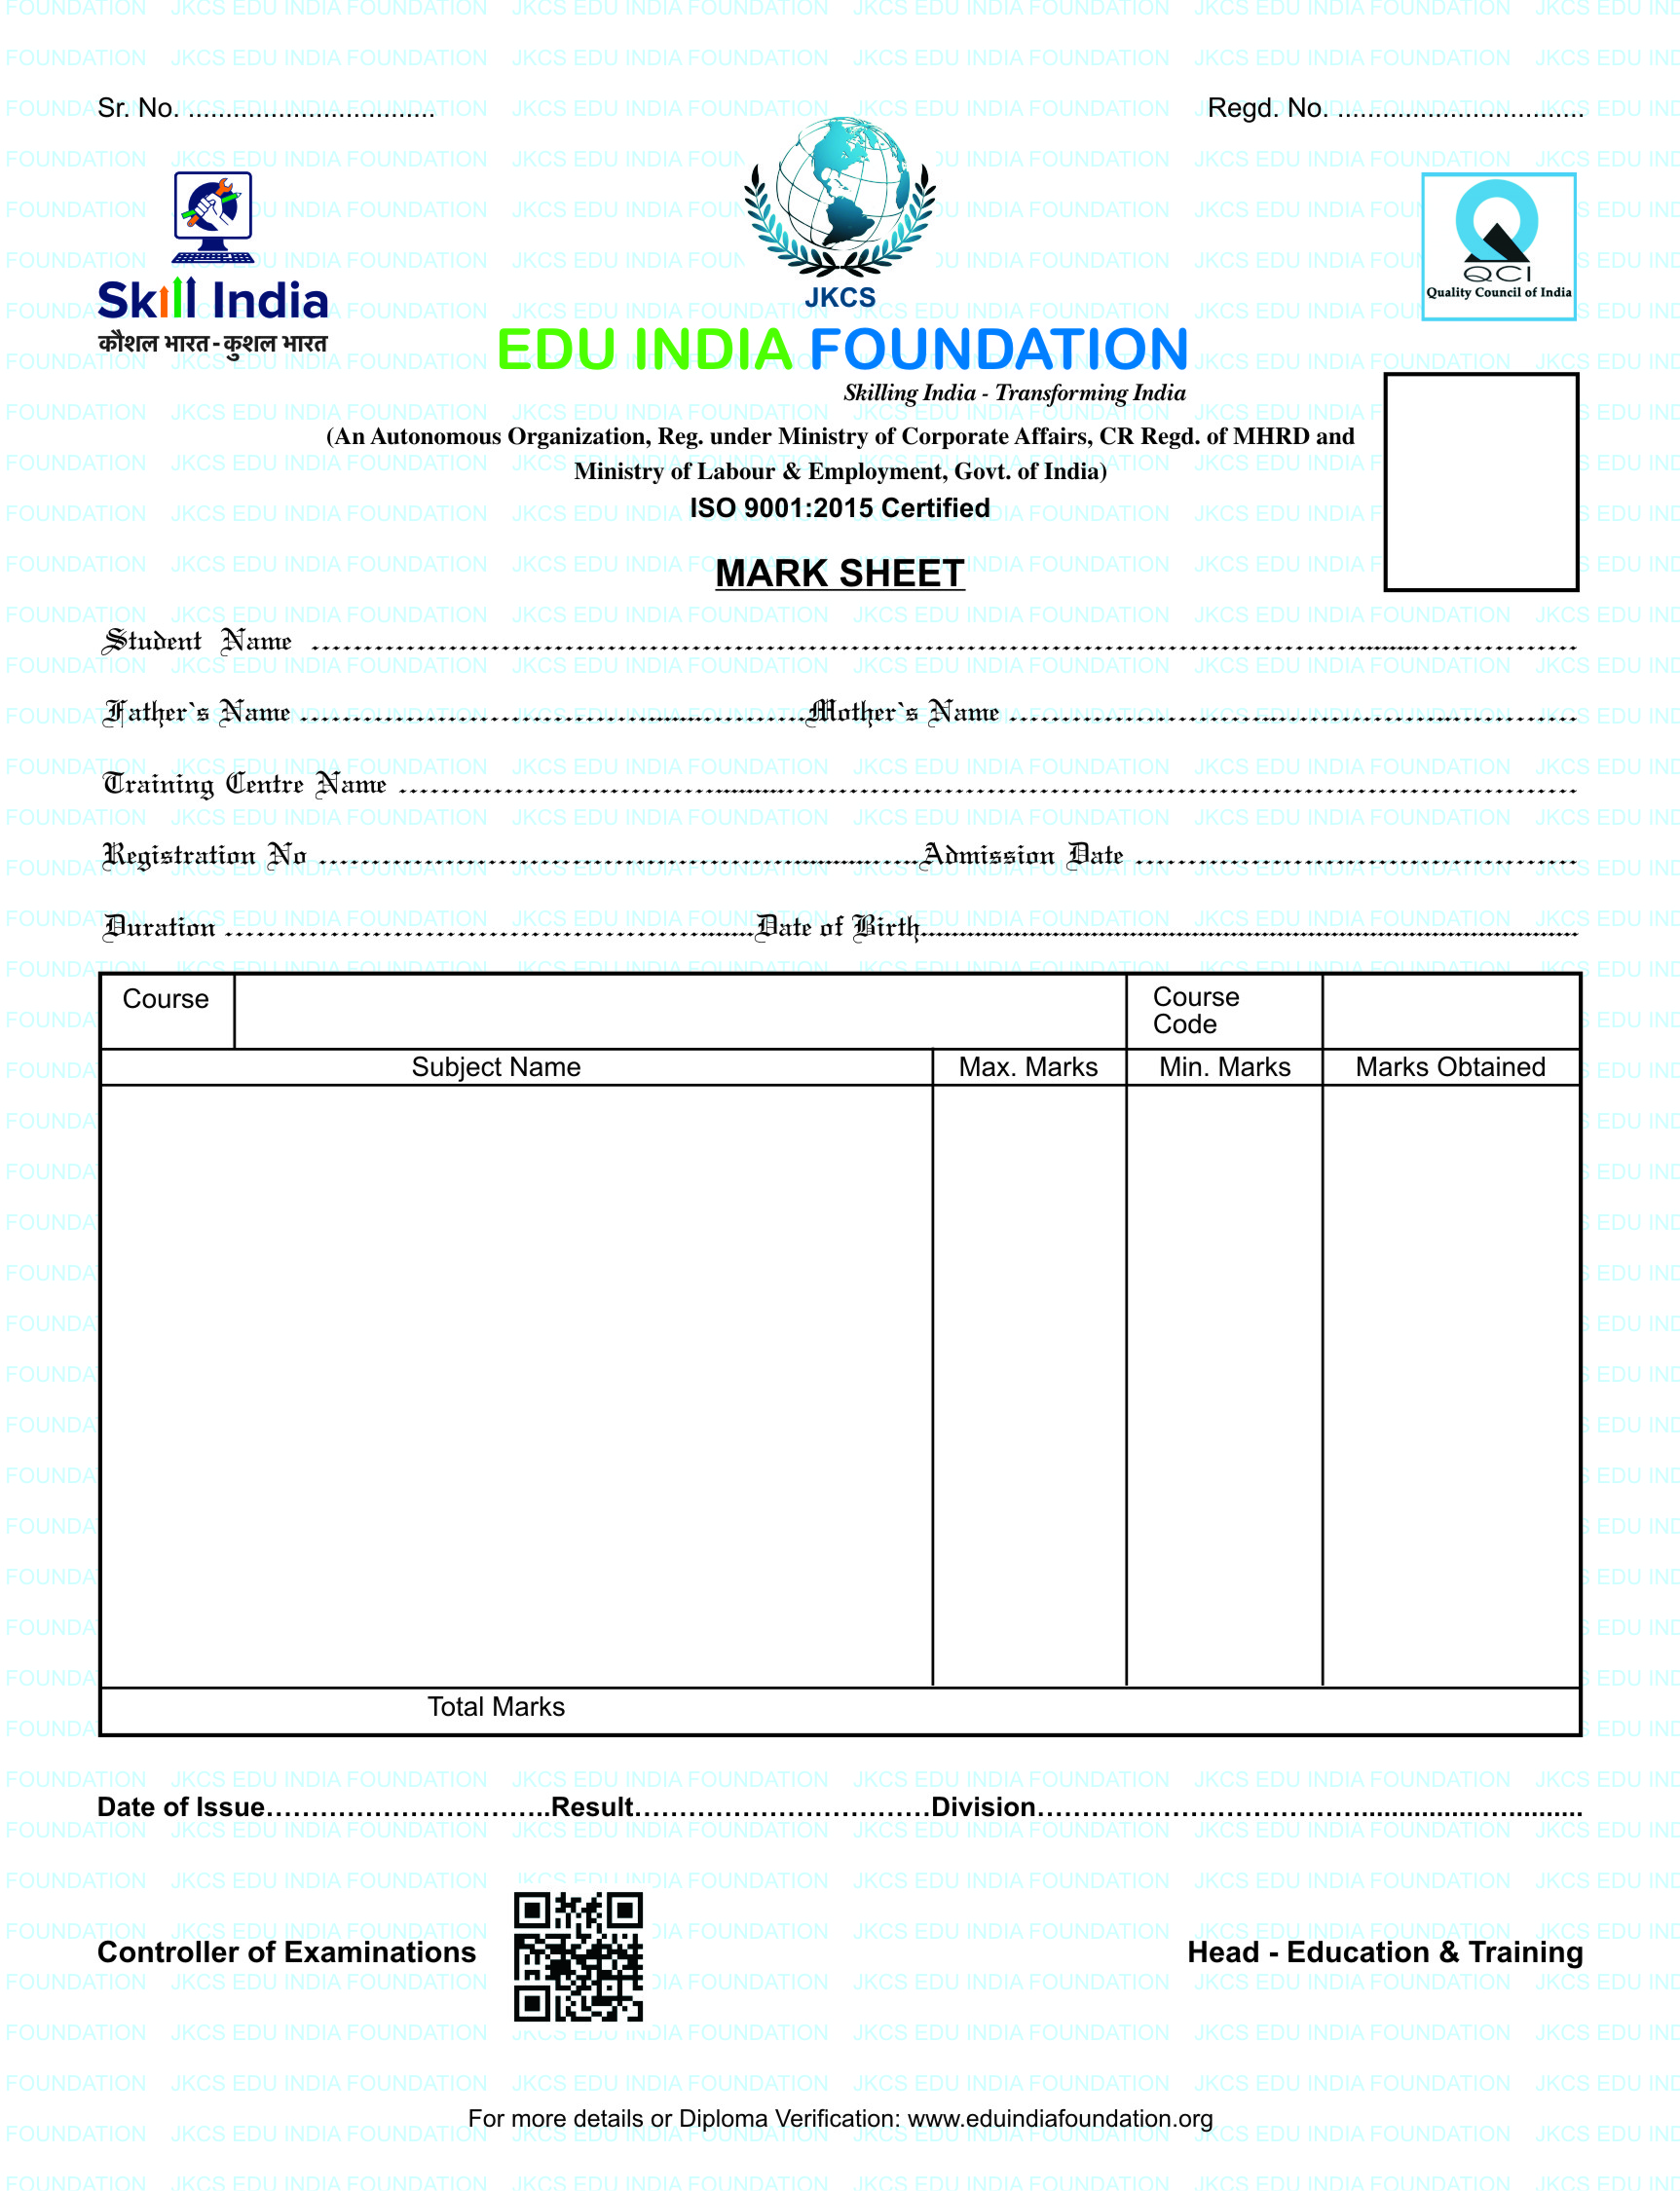 Sr. No. .................................
Regd. No. .................................
Skill India
कौशल भारत - कुशल भारत
JKCS
QCI
Quality Council of India
EDU INDIA FOUNDATION
Skilling India - Transforming India
(An Autonomous Organization, Reg. under Ministry of Corporate Affairs, CR Regd. of MHRD and
Ministry of Labour & Employment, Govt. of India)
ISO 9001:2015 Certified
MARK SHEET
Student Name ................................................................
Father`s Name ................................ Mother`s Name ................................
Training Centre Name ................................................................
Registration No ................................ Admission Date ................................
Duration ................................ Date of Birth ................................
Course
Course
Code
Subject Name Max. Marks Min. Marks Marks Obtained
Total Marks
Date of Issue................................Result................................Division................................
Controller of Examinations
Head - Education & Training
For more details or Diploma Verification: www.eduindiafoundation.org
JKCS EDU INDIA FOUNDATION